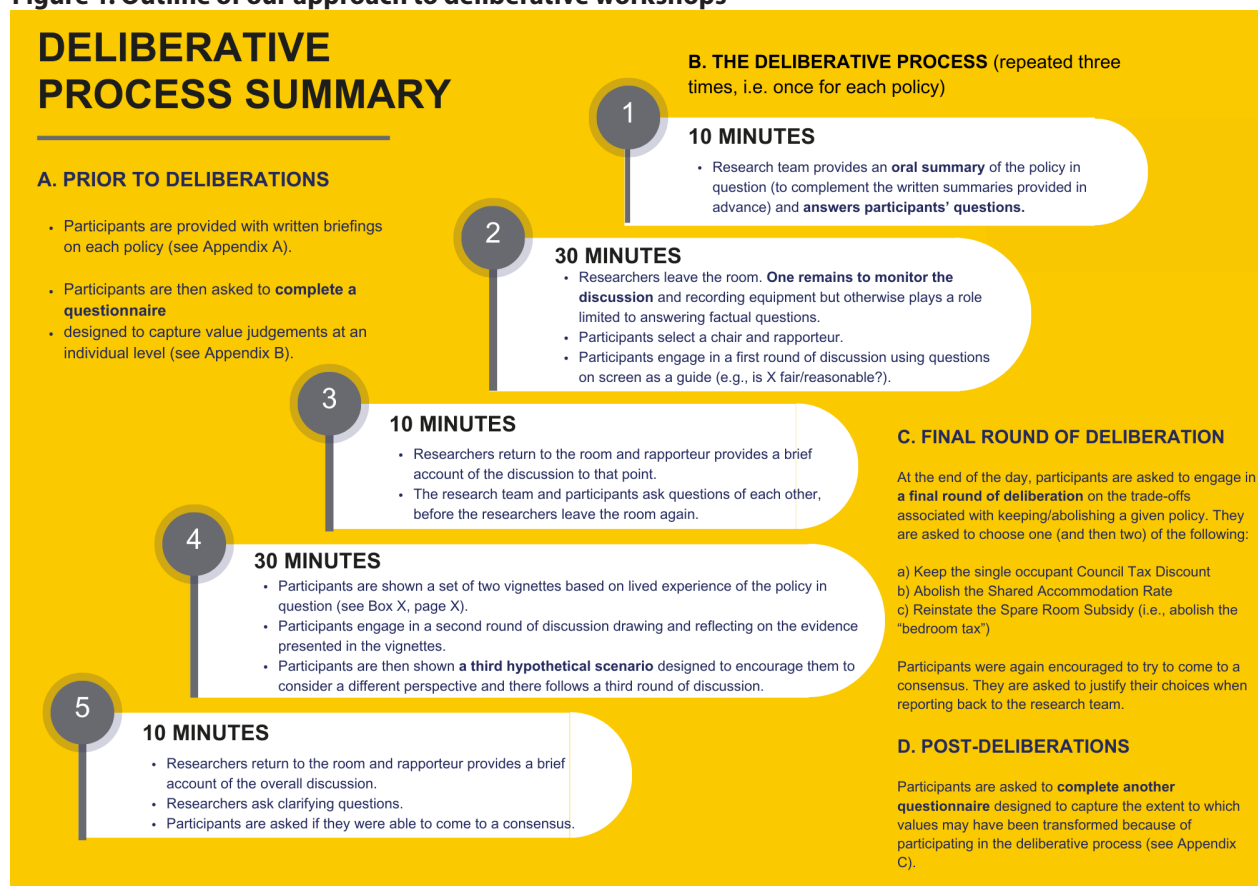 Figure 1. Outline of our approach to deliberative workshops
DELIBERATIVE
PROCESS SUMMARY
A. PRIOR TO DELIBERATIONS
• Participants are provided with written briefings
on each policy (see Appendix A).
• Participants are then asked to complete a
questionnaire
• designed to capture value judgements at an
individual level (see Appendix B).
B. THE DELIBERATIVE PROCESS (repeated three
times, i.e. once for each policy)
1
10 MINUTES
• Research team provides an oral summary of the policy in
question (to complement the written summaries provided in
advance) and answers participants’ questions.
2
30 MINUTES
• Researchers leave the room. One remains to monitor the
discussion and recording equipment but otherwise plays a role
limited to answering factual questions.
• Participants select a chair and rapporteur.
• Participants engage in a first round of discussion using questions
on screen as a guide (e.g., is X fair/reasonable?).
3
10 MINUTES
• Researchers return to the room and rapporteur provides a brief
account of the discussion to that point.
• The research team and participants ask questions of each other,
before the researchers leave the room again.
4
30 MINUTES
• Participants are shown a set of two vignettes based on lived experience of the policy in
question (see Box X, page X).
• Participants engage in a second round of discussion drawing and reflecting on the evidence
presented in the vignettes.
• Participants are then shown a third hypothetical scenario designed to encourage them to
consider a different perspective and there follows a third round of discussion.
5
10 MINUTES
• Researchers return to the room and rapporteur provides a brief
account of the overall discussion.
• Researchers ask clarifying questions.
• Participants are asked if they were able to come to a consensus.
C. FINAL ROUND OF DELIBERATION
At the end of the day, participants are asked to engage in
a final round of deliberation on the trade-offs
associated with keeping/abolishing a given policy. They
are asked to choose one (and then two) of the following:
a) Keep the single occupant Council Tax Discount
b) Abolish the Shared Accommodation Rate
c) Reinstate the Spare Room Subsidy (i.e., abolish the
“bedroom tax”)
Participants were again encouraged to try to come to a
consensus. They are asked to justify their choices when
reporting back to the research team.
D. POST-DELIBERATIONS
Participants are asked to complete another
questionnaire designed to capture the extent to which
values may have been transformed because of
participating in the deliberative process (see Appendix
C).